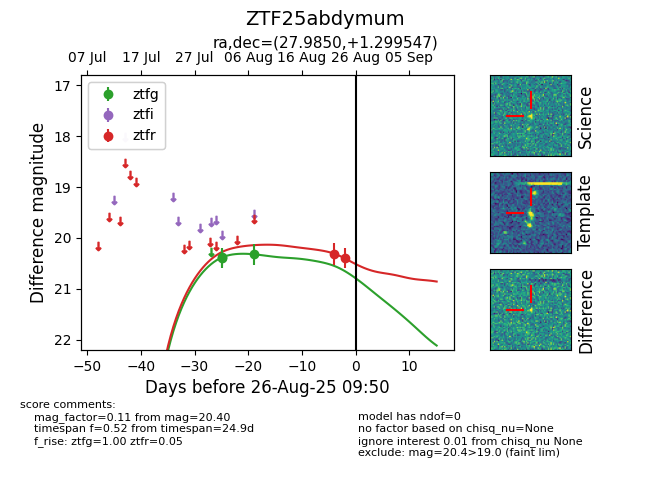 ZTF25abdymum
ra,dec=(27.9850,+1.299547)
07 Jul 17 Jul 27 Jul 06 Aug 16 Aug 26 Aug 05 Sep
17
18
19
20
21
22
Difference magnitude
ztfg
ztfi
ztfr
−50 −40 −30 −20 −10 0 10
Days before 26-Aug-25 09:50
Science
Template
Difference
score comments:
mag_factor=0.11 from mag=20.40
timespan f=0.52 from timespan=24.9d
f_rise: ztfg=1.00 ztfr=0.05
model has ndof=0
no factor based on chisq_nu=None
ignore interest 0.01 from chisq_nu None
exclude: mag=20.4>19.0 (faint lim)